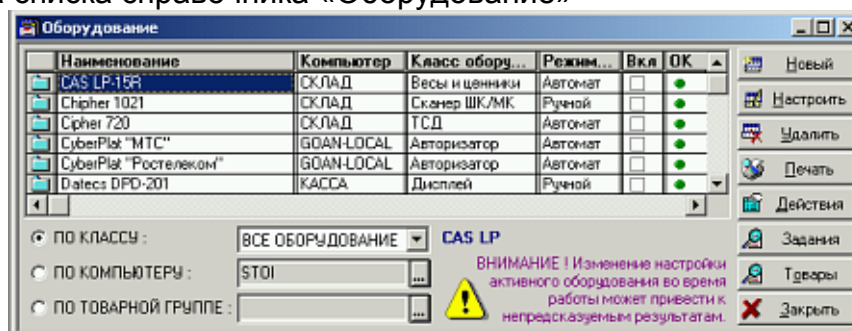 списка справочника «Оборудование»
Оборудование
Наименование Компьютер Класс обору... Режим... Вкл OK
CAS LP-15R СКЛАД Весы и ценники Автомат
Chipher 1021 СКЛАД Сканер ШК/МК Ручной
Cipher 720 СКЛАД ТСД Автомат
CyberPlat "МТС" GOAN-LOCAL Авторизатор Автомат
CyberPlat "Ростелеком" GOAN-LOCAL Авторизатор Автомат
Datecs DPD-201 КАССА Дисплей Ручной
Новый
Настроить
Удалить
Печать
Действия
Задания
Товары
Закрыть
ПО КЛАССУ : ВСЕ ОБОРУДОВАНИЕ CAS LP
ПО КОМПЬЮТЕРУ : STOI ...
ПО ТОВАРНОЙ ГРУППЕ : ...
ВНИМАНИЕ ! Изменение настройки
активного оборудования во время
работы может привести к
непредсказуемым результатам.